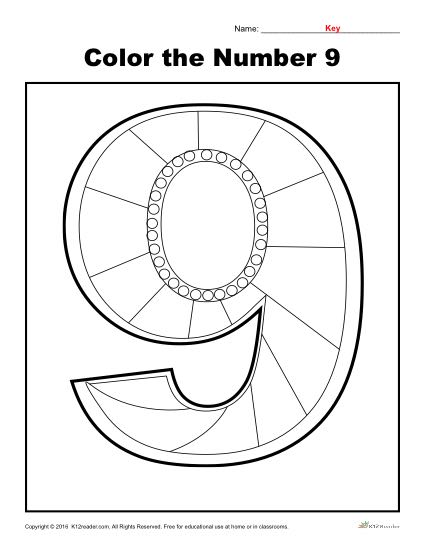 Name: Key
Color the Number 9
9
Copyright © 2016 K12reader.com. All Rights Reserved. Free for educational use at home or in classrooms.
K12Reader